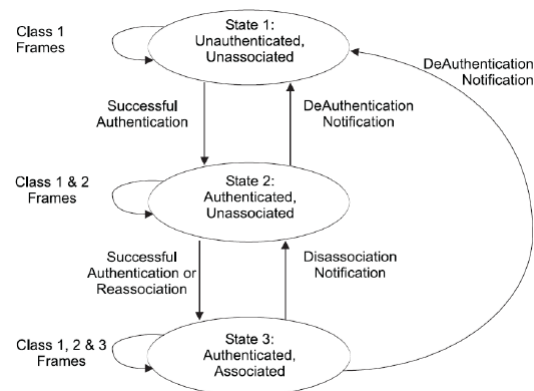 Class 1
Frames
State 1:
Unauthenticated,
Unassociated
DeAuthentication
Notification
Successful
Authentication
DeAuthentication
Notification
Class 1 & 2
Frames
State 2:
Authenticated,
Unassociated
Successful
Authentication or
Reassociation
Disassociation
Notification
Class 1, 2 & 3
Frames
State 3:
Authenticated,
Associated